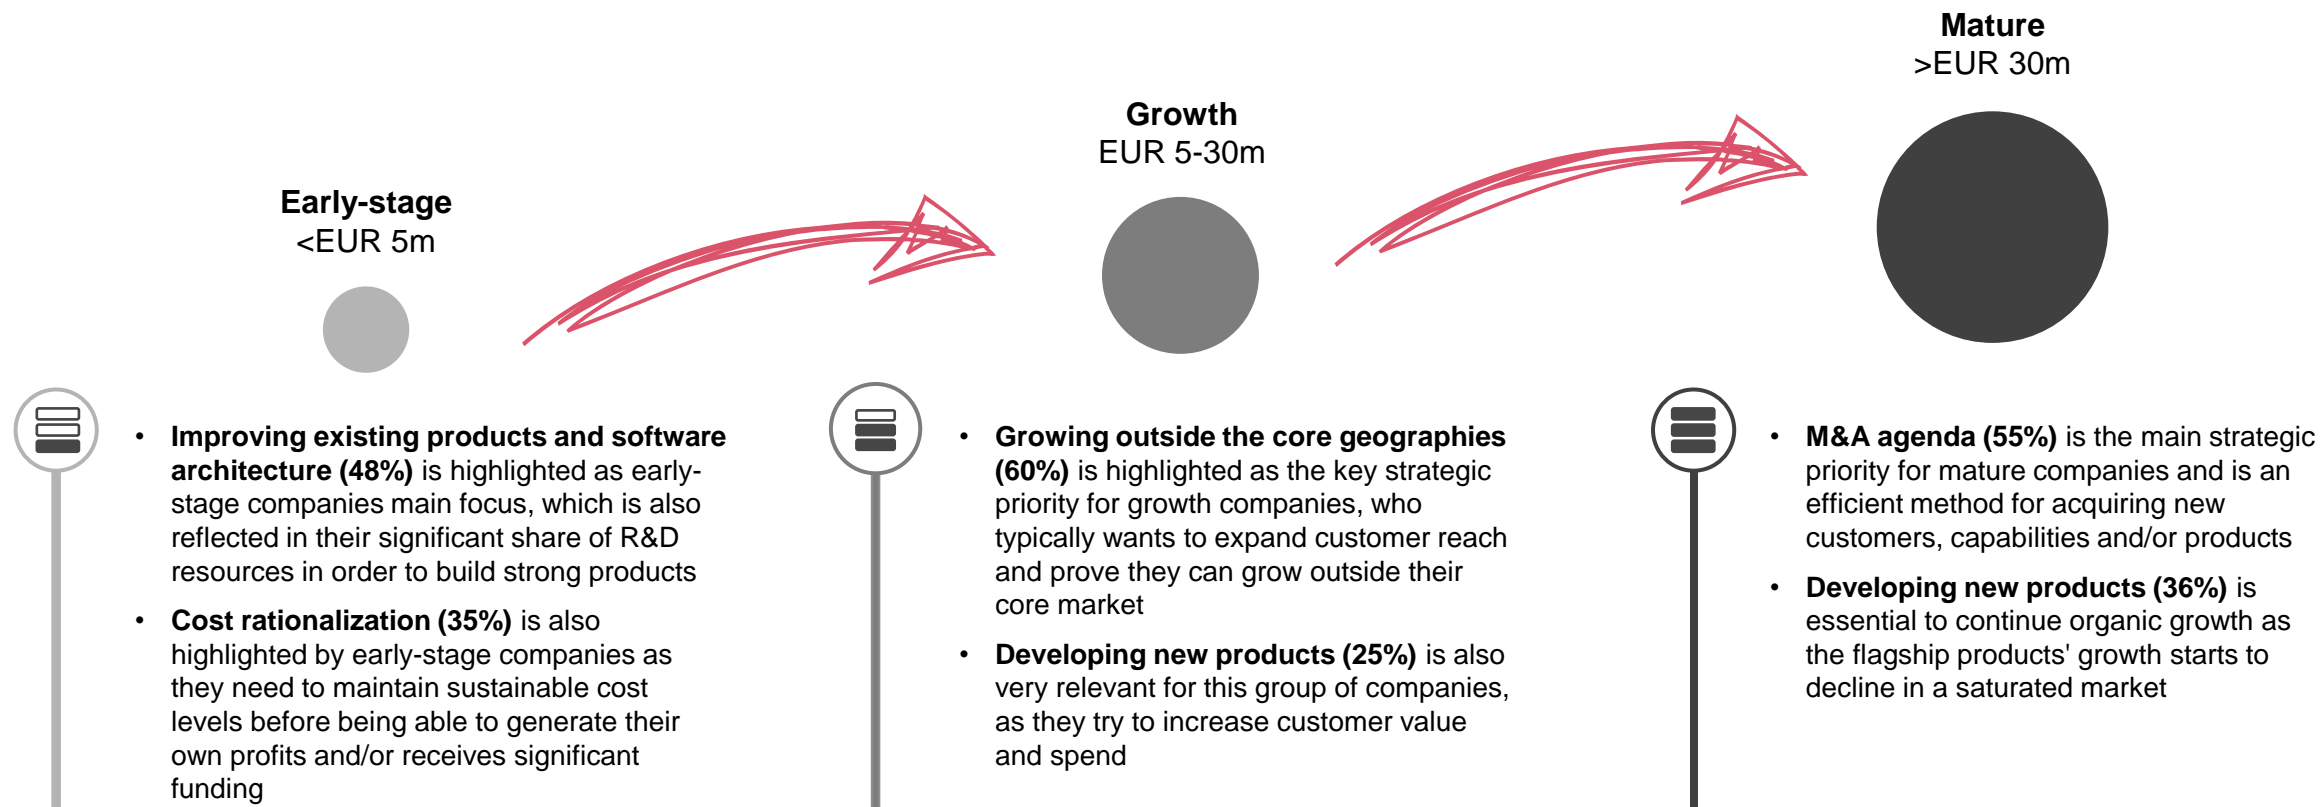 Early-stage
<EUR 5m
• Improving existing products and software
architecture (48%) is highlighted as early-
stage companies main focus, which is also
reflected in their significant share of R&D
resources in order to build strong products
• Cost rationalization (35%) is also
highlighted by early-stage companies as
they need to maintain sustainable cost
levels before being able to generate their
own profits and/or receives significant
funding
Growth
EUR 5-30m
• Growing outside the core geographies
(60%) is highlighted as the key strategic
priority for growth companies, who
typically wants to expand customer reach
and prove they can grow outside their
core market
• Developing new products (25%) is also
very relevant for this group of companies,
as they try to increase customer value
and spend
Mature
>EUR 30m
• M&A agenda (55%) is the main strategic
priority for mature companies and is an
efficient method for acquiring new
customers, capabilities and/or products
• Developing new products (36%) is
essential to continue organic growth as
the flagship products' growth starts to
decline in a saturated market